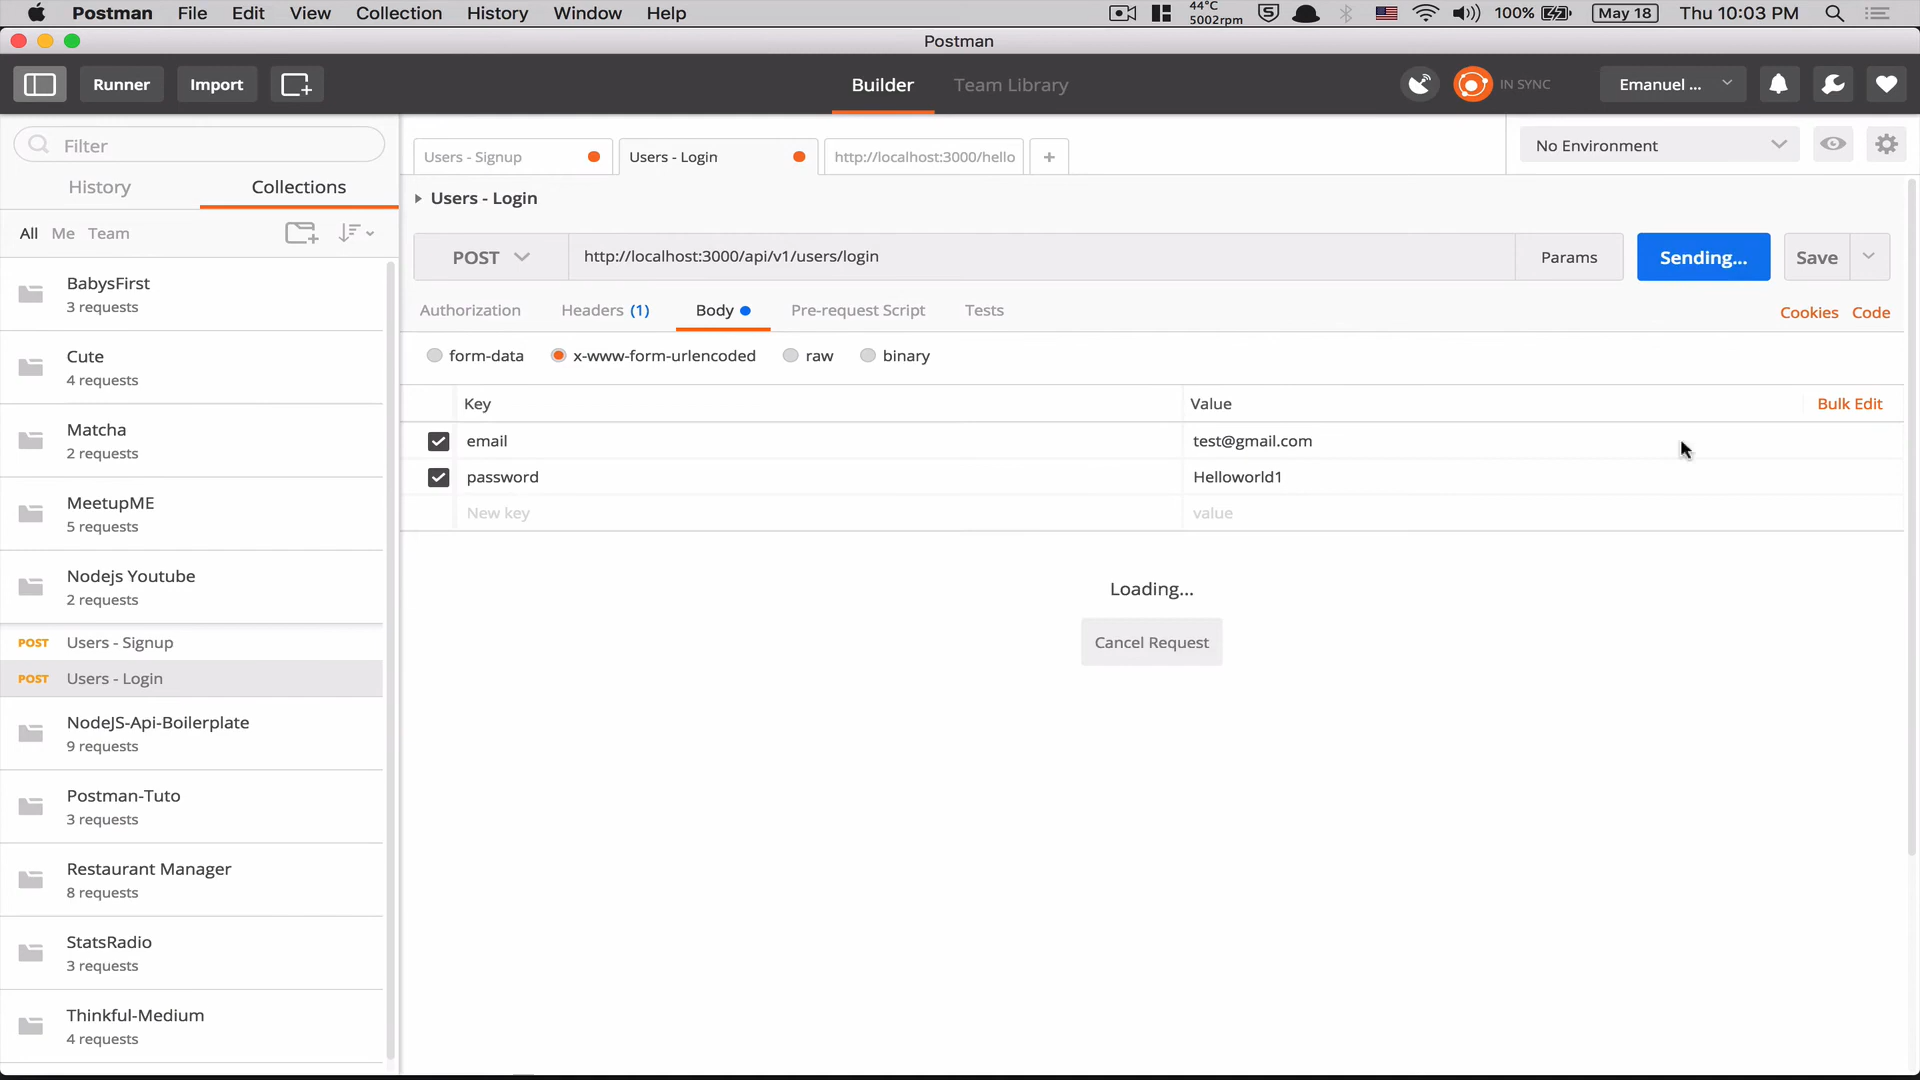 Postman File Edit View Collection History Window Help 44°C 5002rpm 100% May 18 Thu 10:03 PM
Postman
Runner Import Builder Team Library IN SYNC Emanuel ...
Filter
History Collections
All Me Team
BabysFirst
3 requests
Cute
4 requests
Matcha
2 requests
MeetupME
5 requests
Nodejs Youtube
2 requests
POST Users - Signup
POST Users - Login
NodeJS-Api-Boilerplate
9 requests
Postman-Tuto
3 requests
Restaurant Manager
8 requests
StatsRadio
3 requests
Thinkful-Medium
4 requests
Users - Signup Users - Login http://localhost:3000/hello + No Environment
Users - Login
POST http://localhost:3000/api/v1/users/login Params Sending... Save
Authorization Headers (1) Body Pre-request Script Tests Cookies Code
form-data x-www-form-urlencoded raw binary
Key Value Bulk Edit
email test@gmail.com
password Helloworld1
New key value
Loading...
Cancel Request